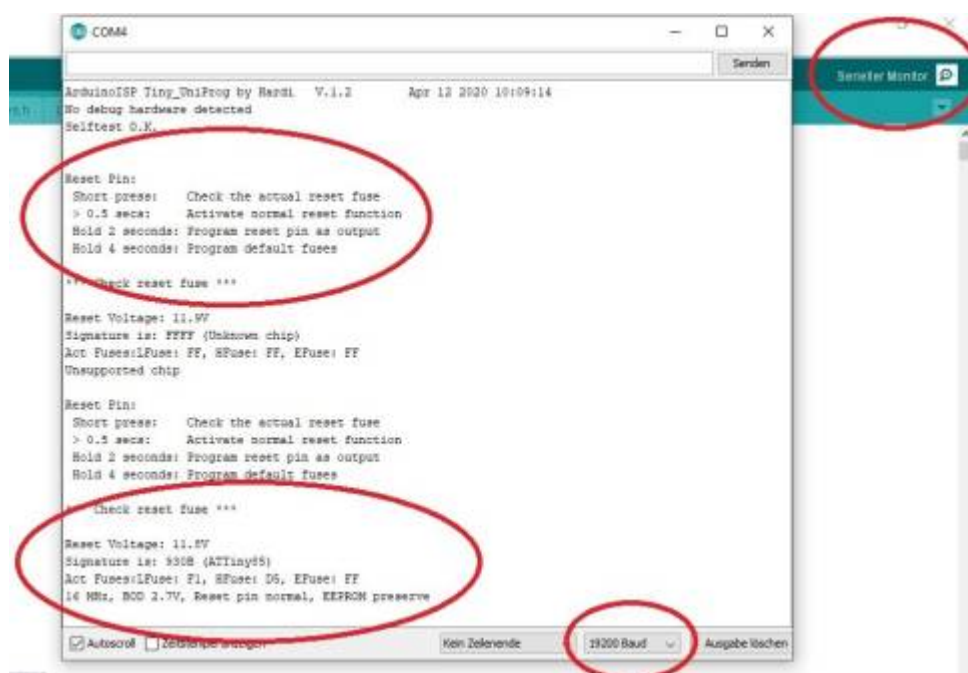 COM4
Senden
Serieller Monitor
ArduinoISP Tiny_UniProg by Hardi V.1.2 Apr 12 2020 10:09:14
No debug hardware detected
Selftest O.K.
Reset Pin:
Short press: Check the actual reset fuse
> 0.5 secs: Activate normal reset function
Hold 2 seconds: Program reset pin as output
Hold 4 seconds: Program default fuses
Check reset fuse ***
Reset Voltage: 11.9V
Signature is: FFFF (Unknown chip)
Act Fuses:LFuse: FF, HFuse: FF, EFuse: FF
Unsupported chip
Reset Pin:
Short press: Check the actual reset fuse
> 0.5 secs: Activate normal reset function
Hold 2 seconds: Program reset pin as output
Hold 4 seconds: Program default fuses
Check reset fuse ***
Reset Voltage: 11.8V
Signature is: 930B (ATTiny85)
Act Fuses:LFuse: F1, HFuse: D6, EFuse: FF
16 MHz, BOD 2.7V, Reset pin normal, EEPROM preserve
Autoscroll Zeitstempel anzeigen Kein Zeilenende 19200 Baud Ausgabe löschen